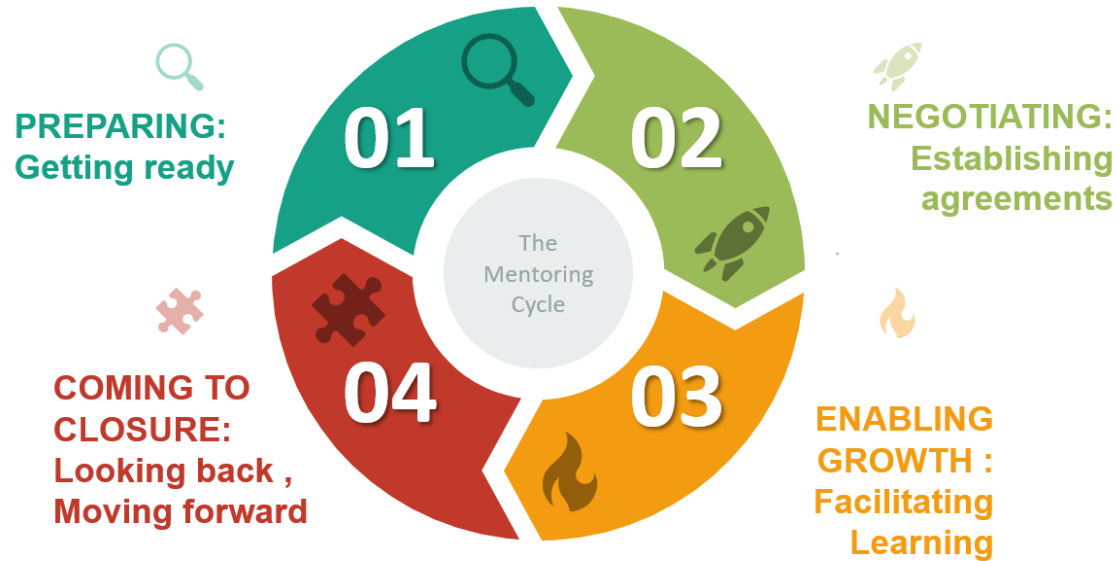 PREPARING:
Getting ready
01
02
NEGOTIATING:
Establishing
agreements
The
Mentoring
Cycle
COMING TO
CLOSURE:
Looking back ,
Moving forward
04
03
ENABLING
GROWTH :
Facilitating
Learning